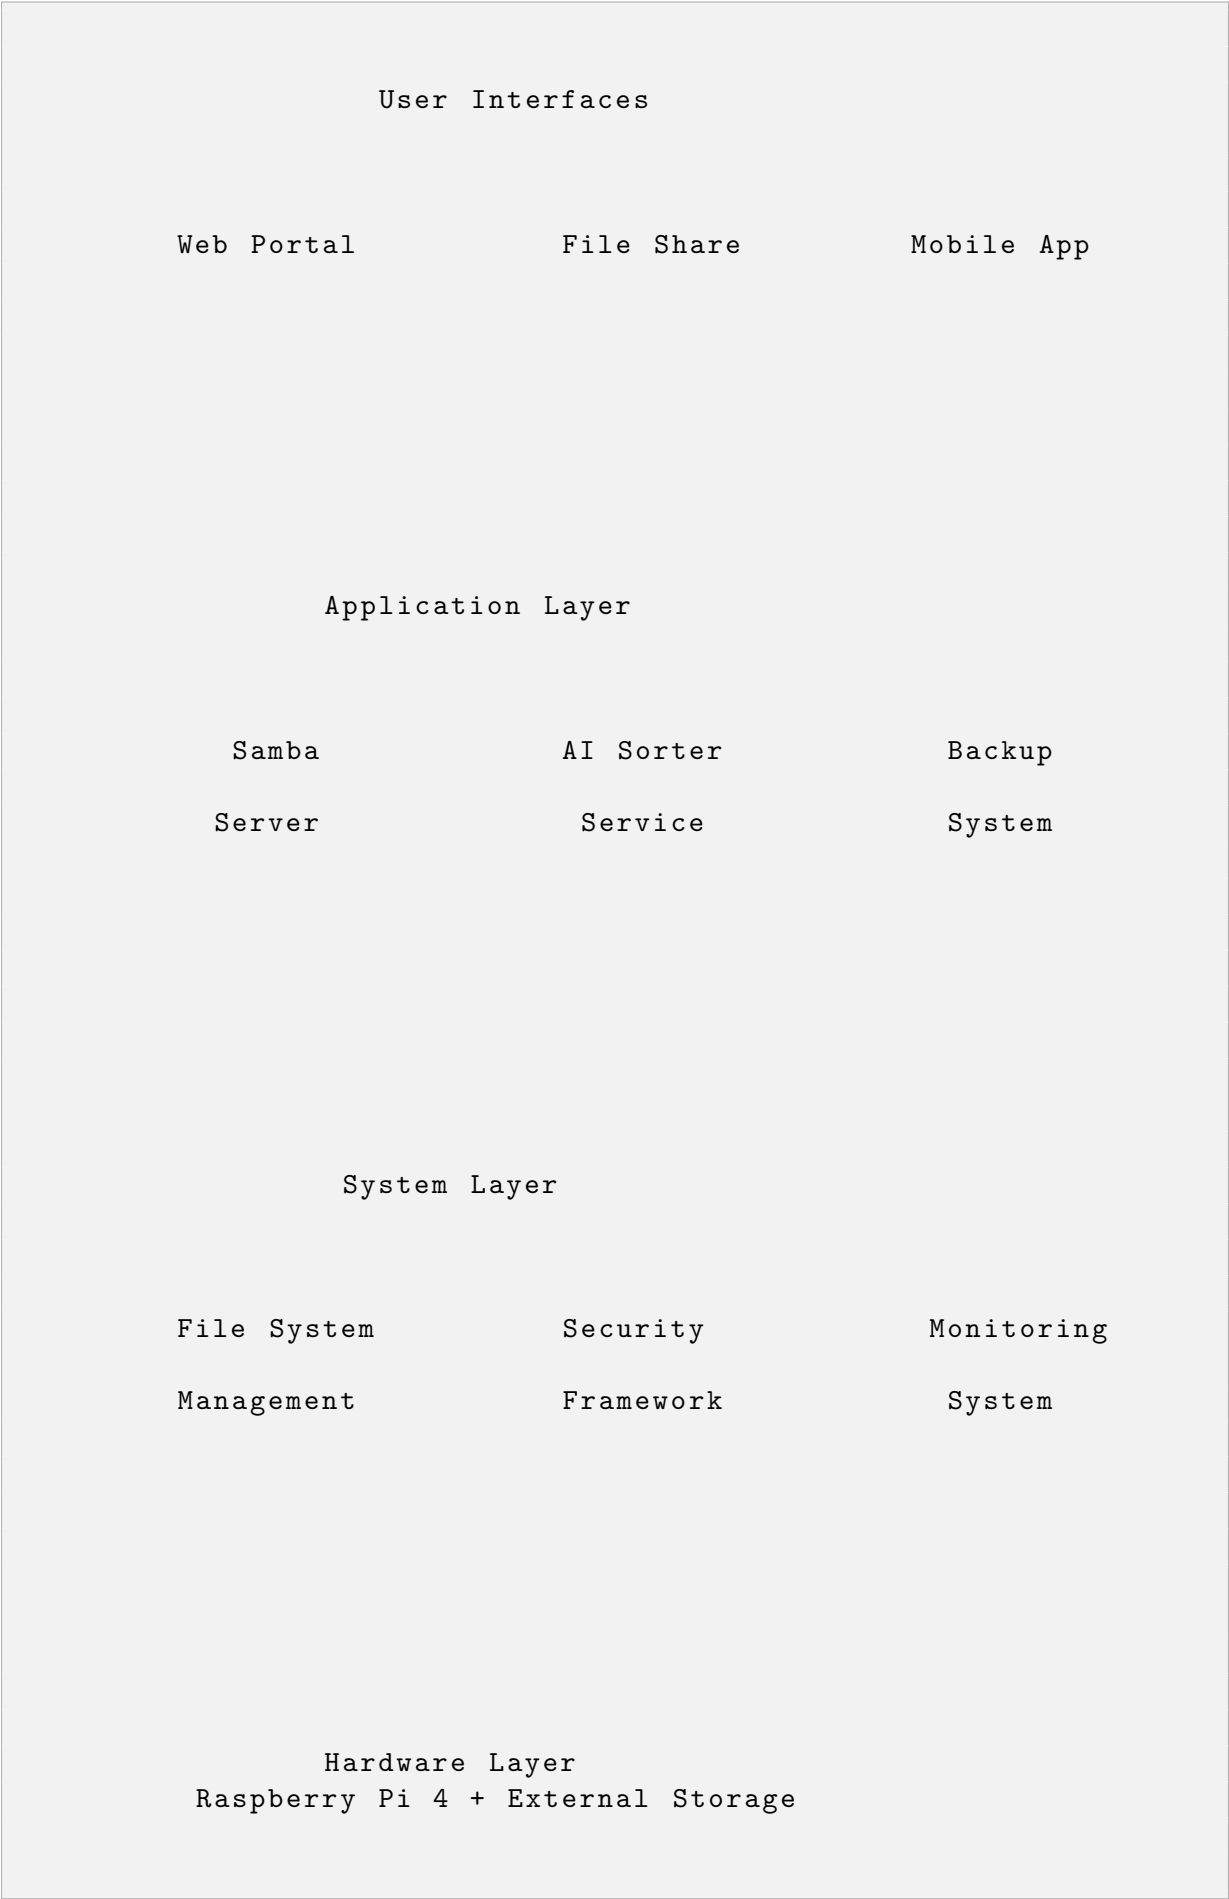 User Interfaces
Web Portal File Share Mobile App
Application Layer
Samba AI Sorter Backup
Server Service System
System Layer
File System Security Monitoring
Management Framework System
Hardware Layer
Raspberry Pi 4 + External Storage